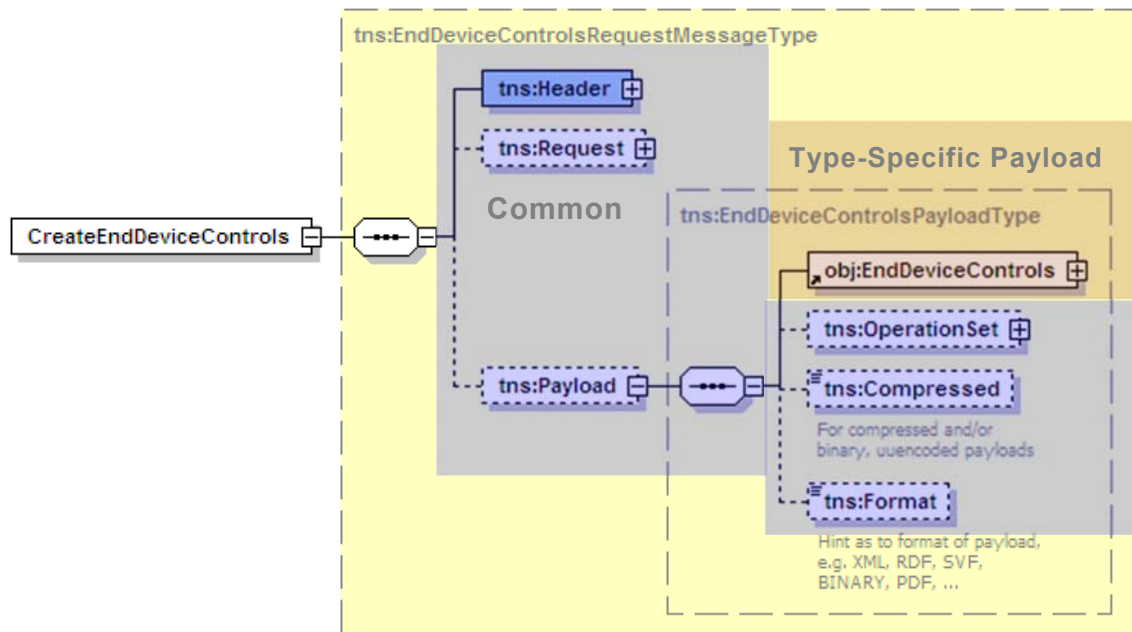 tns:EndDeviceControlsRequestMessageType
tns:Header
tns:Request
Type-Specific Payload
Common
tns:EndDeviceControlsPayloadType
CreateEndDeviceControls
obj:EndDeviceControls
tns:OperationSet
tns:Payload
tns:Compressed
For compressed and/or
binary, uuencoded payloads
tns:Format
Hint as to format of payload,
e.g. XML, RDF, SVF,
BINARY, PDF, ...